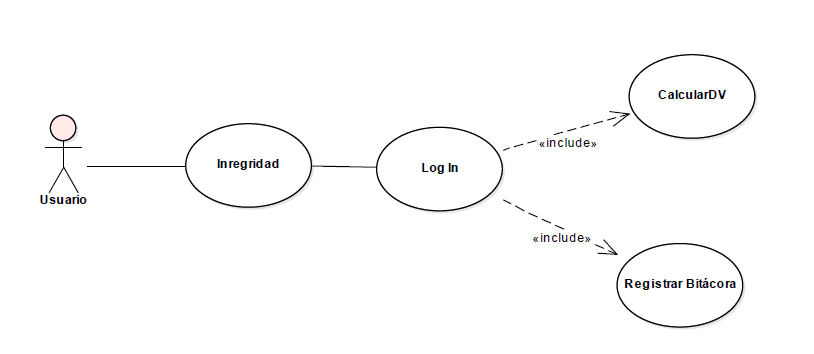 CalcularDV
«include»
Inregridad
Log In
Usuario
«include»
Registrar Bitácora